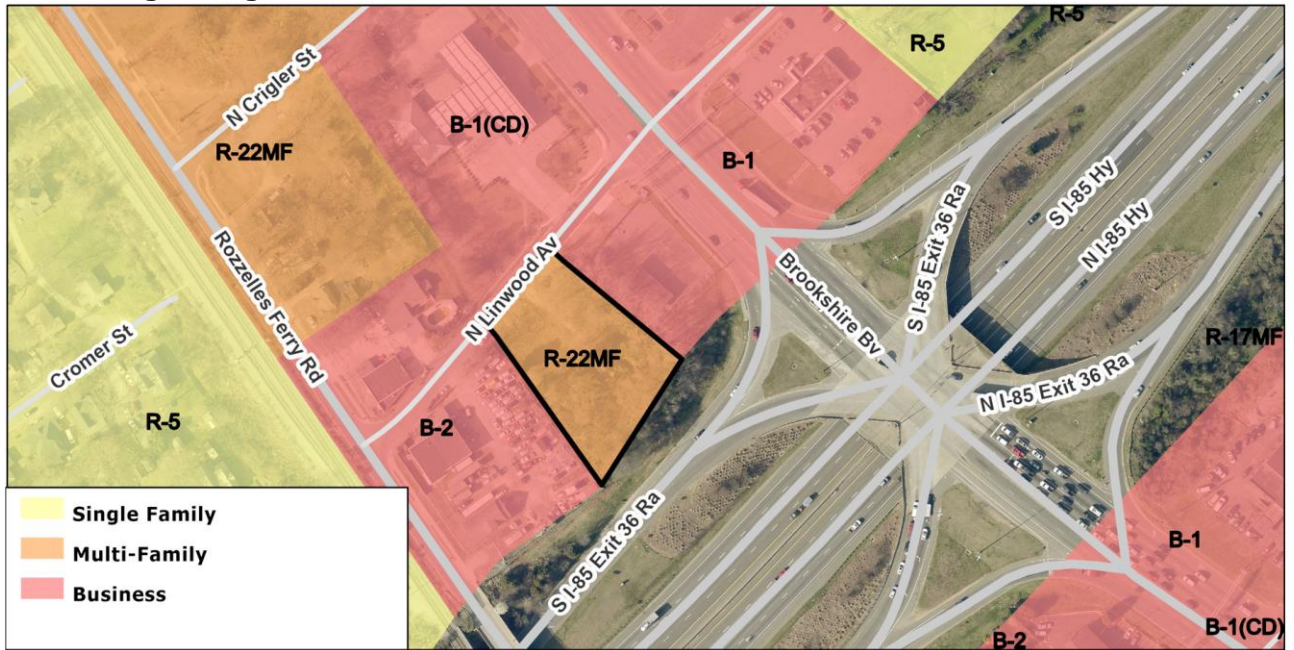 R-5
R-5
N Crigler St
R-22MF
B-1(CD)
B-1
S I-85 Hy
N I-85 Hy
S I-85 Exit 36 Ra
N Linwood Av
Brookshire Bv
Rozzelles Ferry Rd
R-22MF
R-17MF
Cromer St
N I-85 Exit 36 Ra
R-5
B-2
S I-85 Exit 36 Ra
B-1
B-1(CD)
B-2
Single Family
Multi-Family
Business